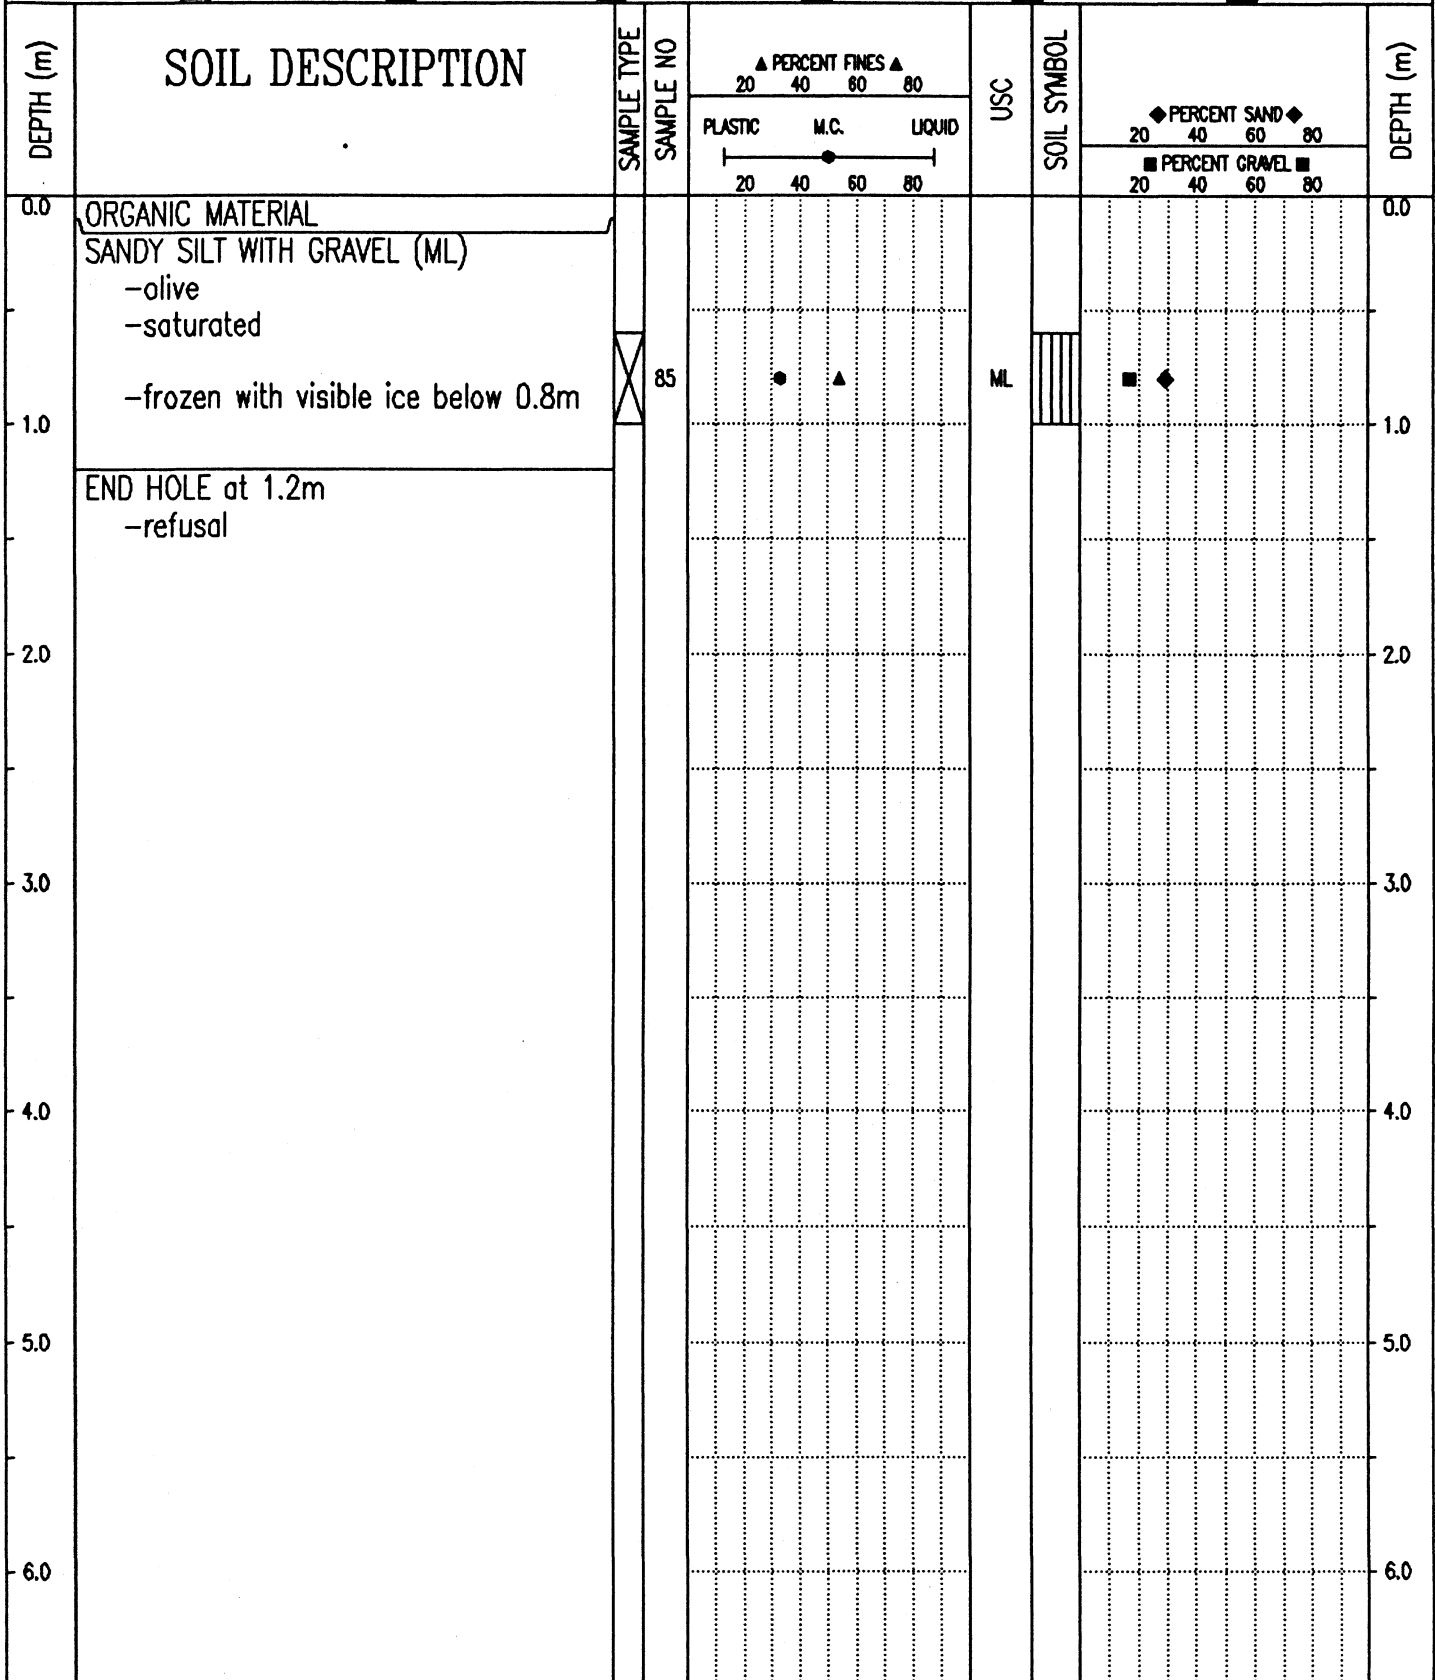 DEPTH (m)
SOIL DESCRIPTION
SAMPLE TYPE
SAMPLE NO
▲ PERCENT FINES ▲
20 40 60 80
PLASTIC M.C. LIQUID
20 40 60 80
USC
SOIL SYMBOL
◆ PERCENT SAND ◆
20 40 60 80
■ PERCENT GRAVEL ■
20 40 60 80
DEPTH (m)
0.0
ORGANIC MATERIAL
0.0
SANDY SILT WITH GRAVEL (ML)
-olive
-saturated
85
ML
-frozen with visible ice below 0.8m
1.0
1.0
END HOLE at 1.2m
-refusal
2.0
2.0
3.0
3.0
4.0
4.0
5.0
5.0
6.0
6.0